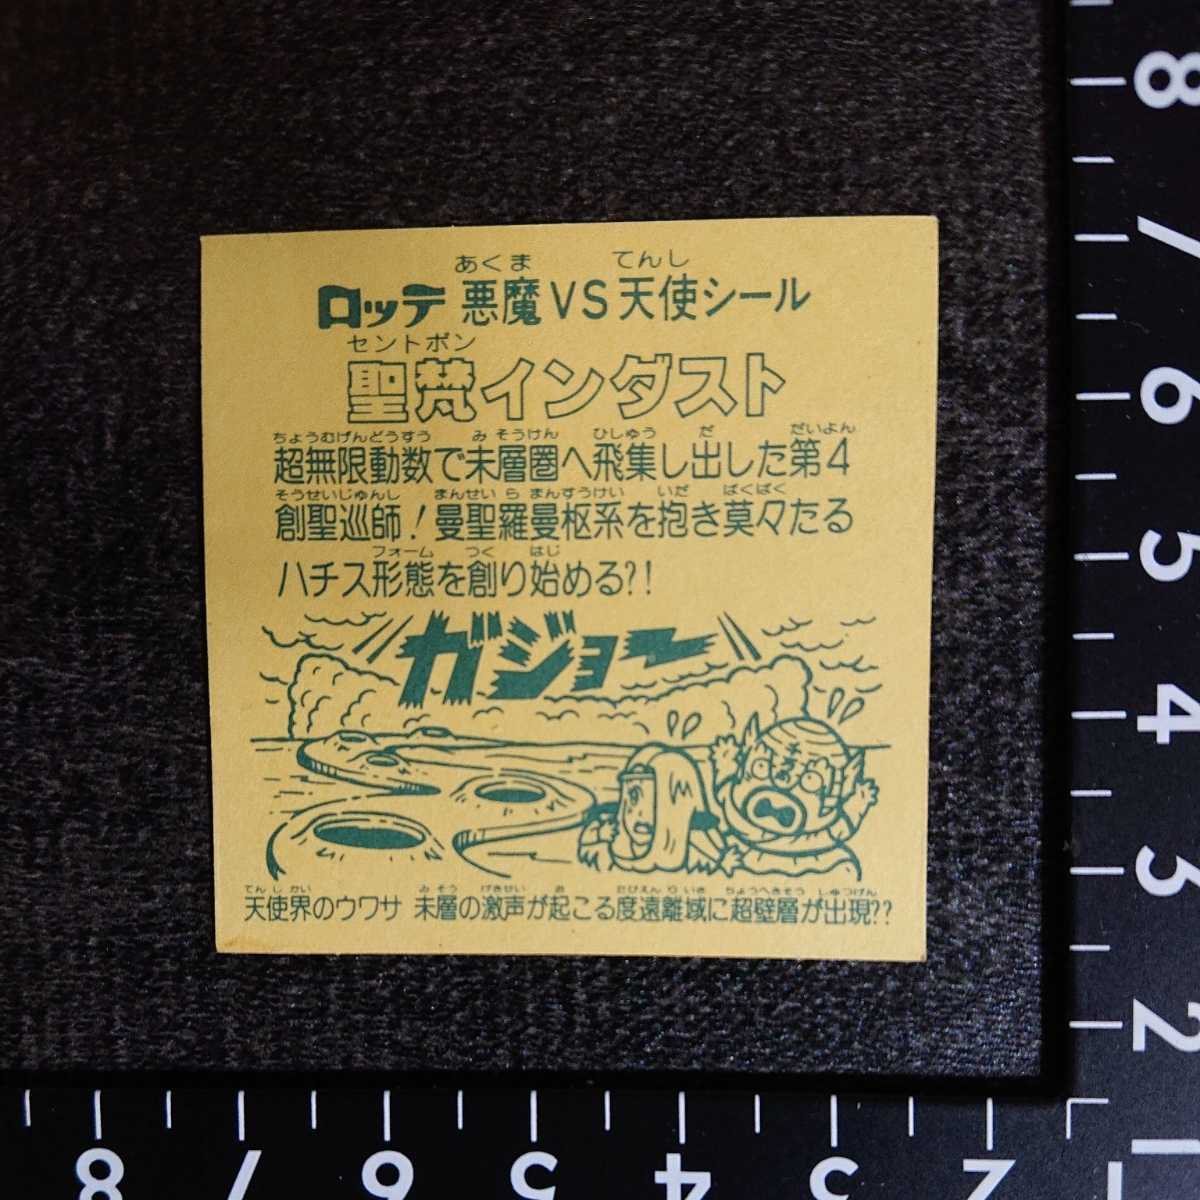 あくま てんし
ロッテ 悪魔VS天使シール
セントボン
聖梵インダスト
ちょうむげんどうすう みそうけん ひしゅう だ だいよん
超無限動数で未層圏へ飛集し出した第4
そうせいじゅんし まんせいらまんすうけい いだ ばくばく
創聖巡師!曼聖羅曼枢系を抱き莫々たる
フォーム つく はじ
ハチス形態を創り始める?!
ガジョー
てんしかい みそう げきせい お たびえんりいき ちょうへきそう しゅつげん
天使界のウワサ 未層の激声が起こる度遠離域に超壁層が出現??
8
7
6
5
4
3
2
1
8 7 6 5 4 3 2 1